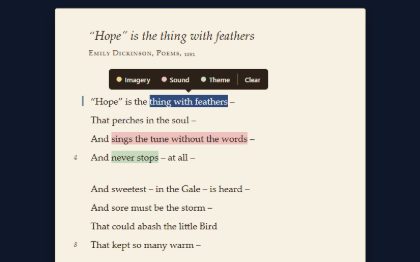 “Hope” is the thing with feathers
Emily Dickinson, Poems, 1891
Imagery Sound Theme Clear
“Hope” is the thing with feathers –
That perches in the soul –
And sings the tune without the words –
4 And never stops – at all –
And sweetest – in the Gale – is heard –
And sore must be the storm –
That could abash the little Bird
8 That kept so many warm –